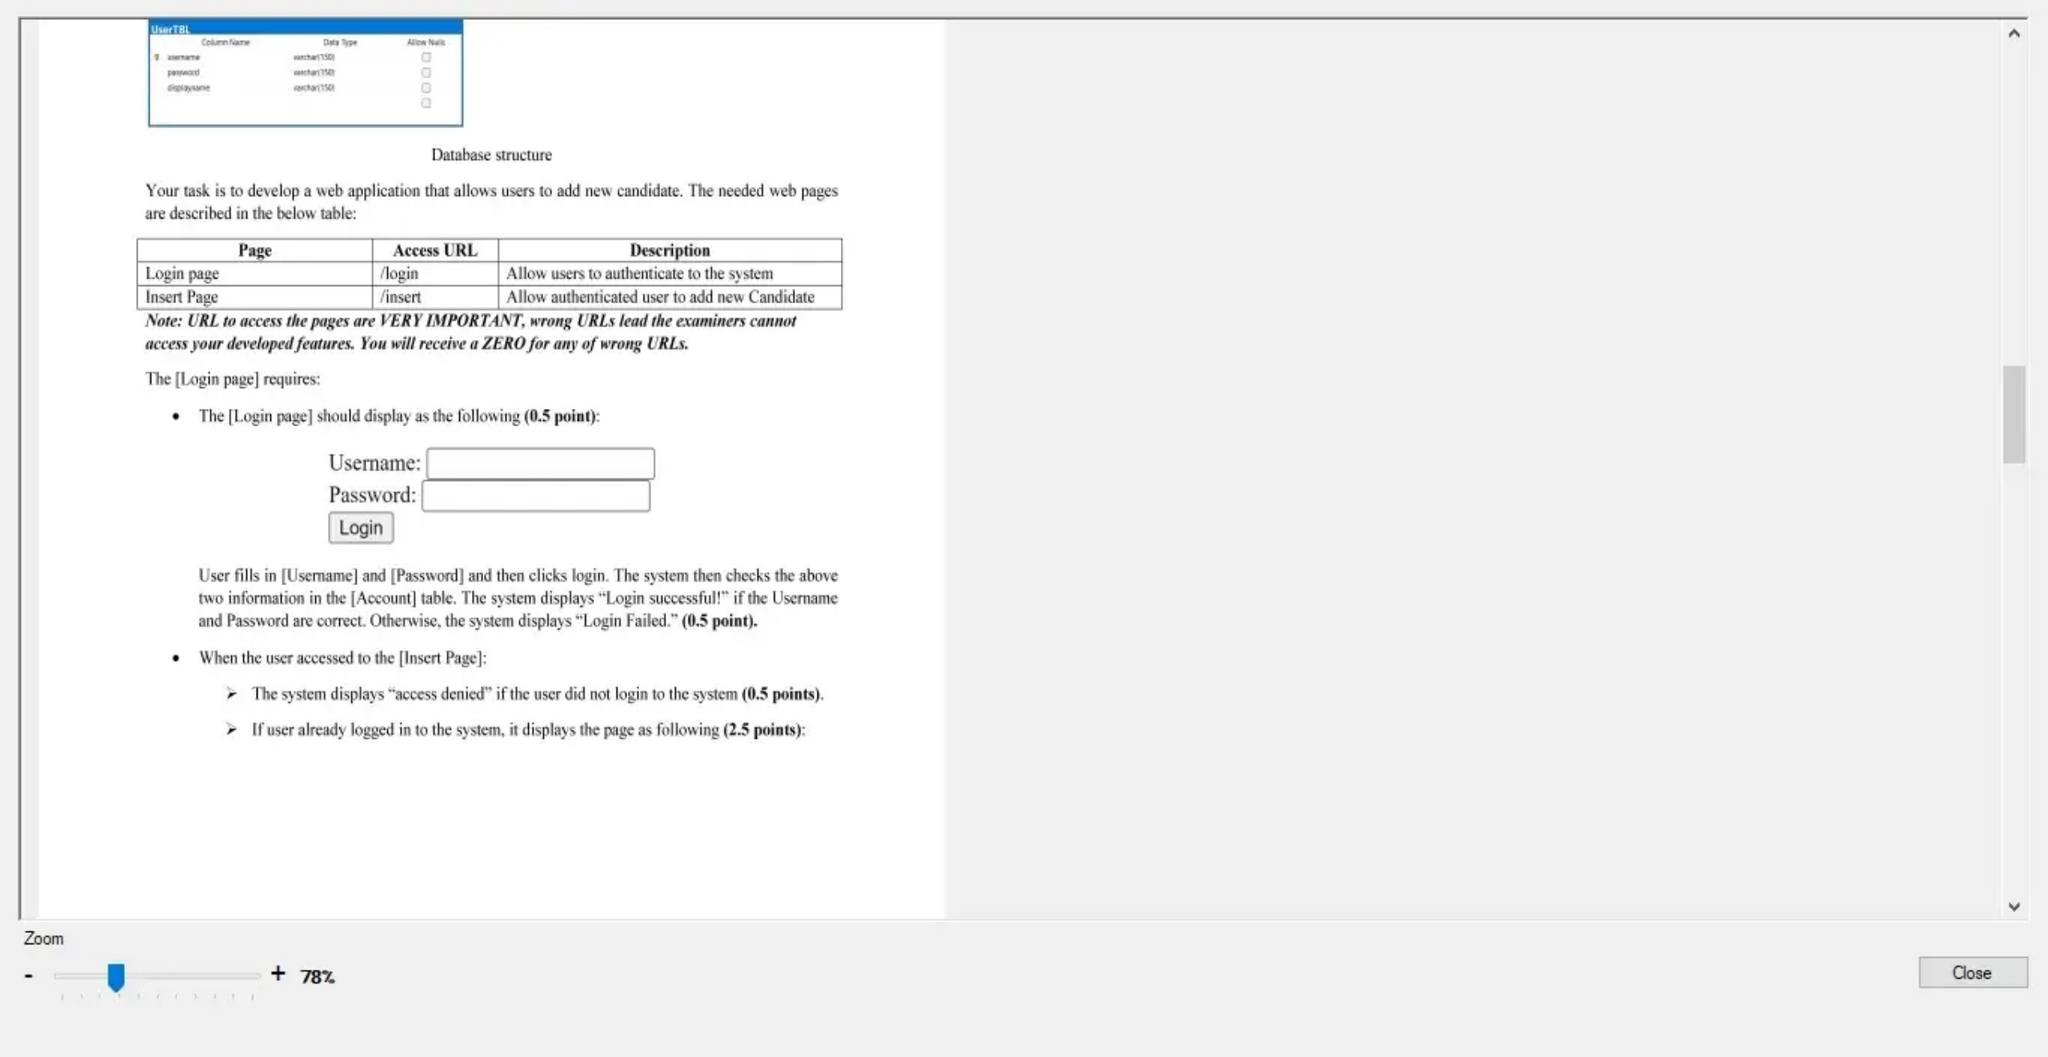 UserTBL
Column Name Data Type Allow Nulls
username varchar(150)
password varchar(150)
displayname varchar(150)
Database structure
Your task is to develop a web application that allows users to add new candidate. The needed web pages
are described in the below table:
Page Access URL Description
Login page /login Allow users to authenticate to the system
Insert Page /insert Allow authenticated user to add new Candidate
Note: URL to access the pages are VERY IMPORTANT, wrong URLs lead the examiners cannot
access your developed features. You will receive a ZERO for any of wrong URLs.
The [Login page] requires:
• The [Login page] should display as the following (0.5 point):
Username:
Password:
Login
User fills in [Username] and [Password] and then clicks login. The system then checks the above
two information in the [Account] table. The system displays “Login successful!” if the Username
and Password are correct. Otherwise, the system displays “Login Failed.” (0.5 point).
• When the user accessed to the [Insert Page]:
➢ The system displays “access denied” if the user did not login to the system (0.5 points).
➢ If user already logged in to the system, it displays the page as following (2.5 points):
Zoom
- + 78%
Close